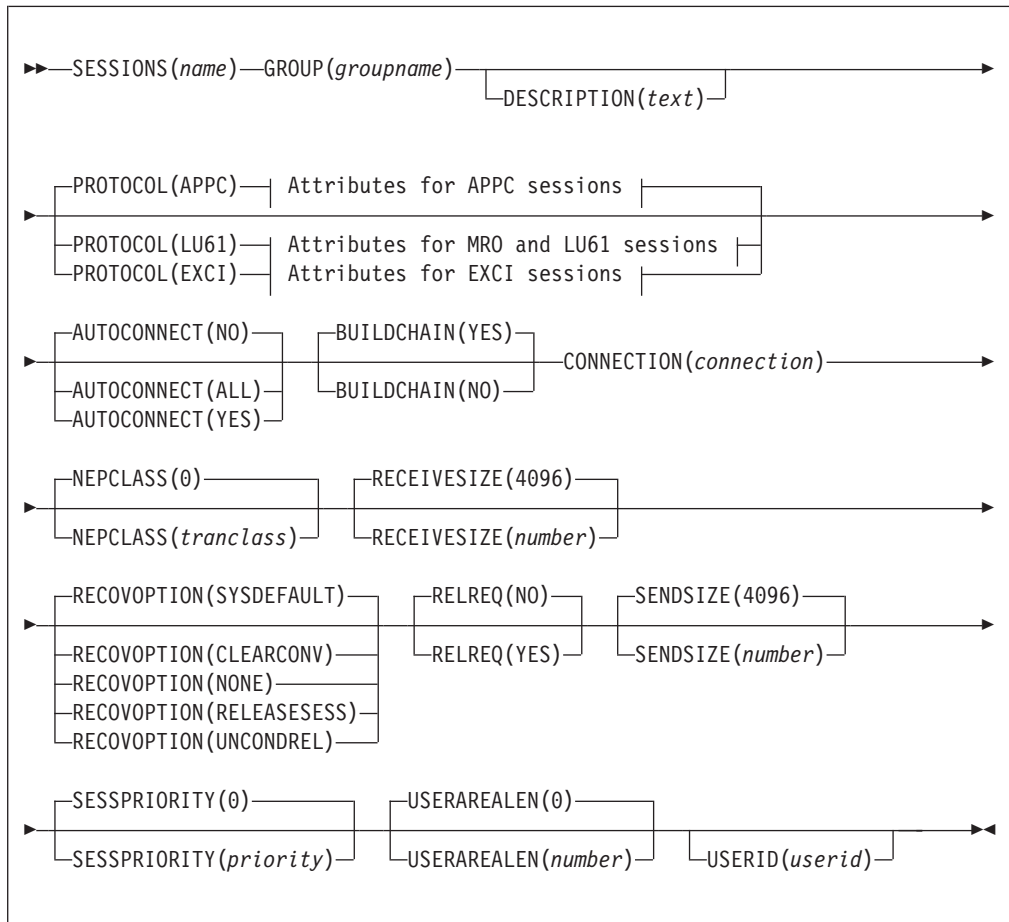 SESSIONS(name) GROUP(groupname)
DESCRIPTION(text)
PROTOCOL(APPC) Attributes for APPC sessions
PROTOCOL(LU61) Attributes for MRO and LU61 sessions
PROTOCOL(EXCI) Attributes for EXCI sessions
AUTOCONNECT(NO) BUILDCHAIN(YES)
CONNECTION(connection)
AUTOCONNECT(ALL) BUILDCHAIN(NO)
AUTOCONNECT(YES)
NEPCLASS(0) RECEIVESIZE(4096)
NEPCLASS(tranclass) RECEIVESIZE(number)
RECOVOPTION(SYSDEFAULT) RELREQ(NO) SENDSIZE(4096)
RECOVOPTION(CLEARCONV) RELREQ(YES) SENDSIZE(number)
RECOVOPTION(NONE)
RECOVOPTION(RELEASESESS)
RECOVOPTION(UNCONDREL)
SESSPRIORITY(0) USERAREALEN(0)
SESSPRIORITY(priority) USERAREALEN(number) USERID(userid)